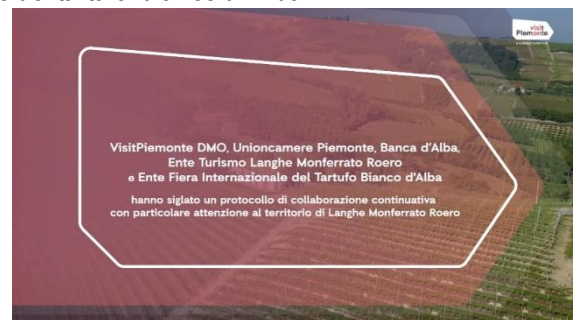 visit
Piemonte
VisitPiemonte DMO, Unioncamere Piemonte, Banca d'Alba,
Ente Turismo Langhe Monferrato Roero
e Ente Fiera Internazionale del Tartufo Bianco d'Alba
hanno siglato un protocollo di collaborazione continuativa
con particolare attenzione al territorio di Langhe Monferrato Roero